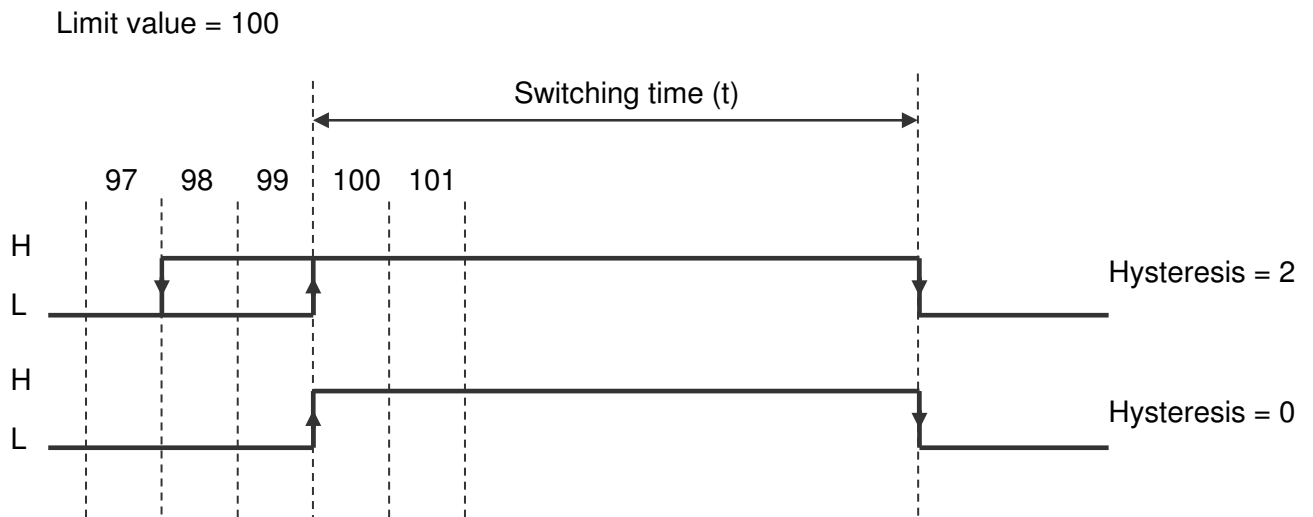 Limit value = 100
Switching time (t)
97 98 99 100 101
H
Hysteresis = 2
L
H
Hysteresis = 0
L